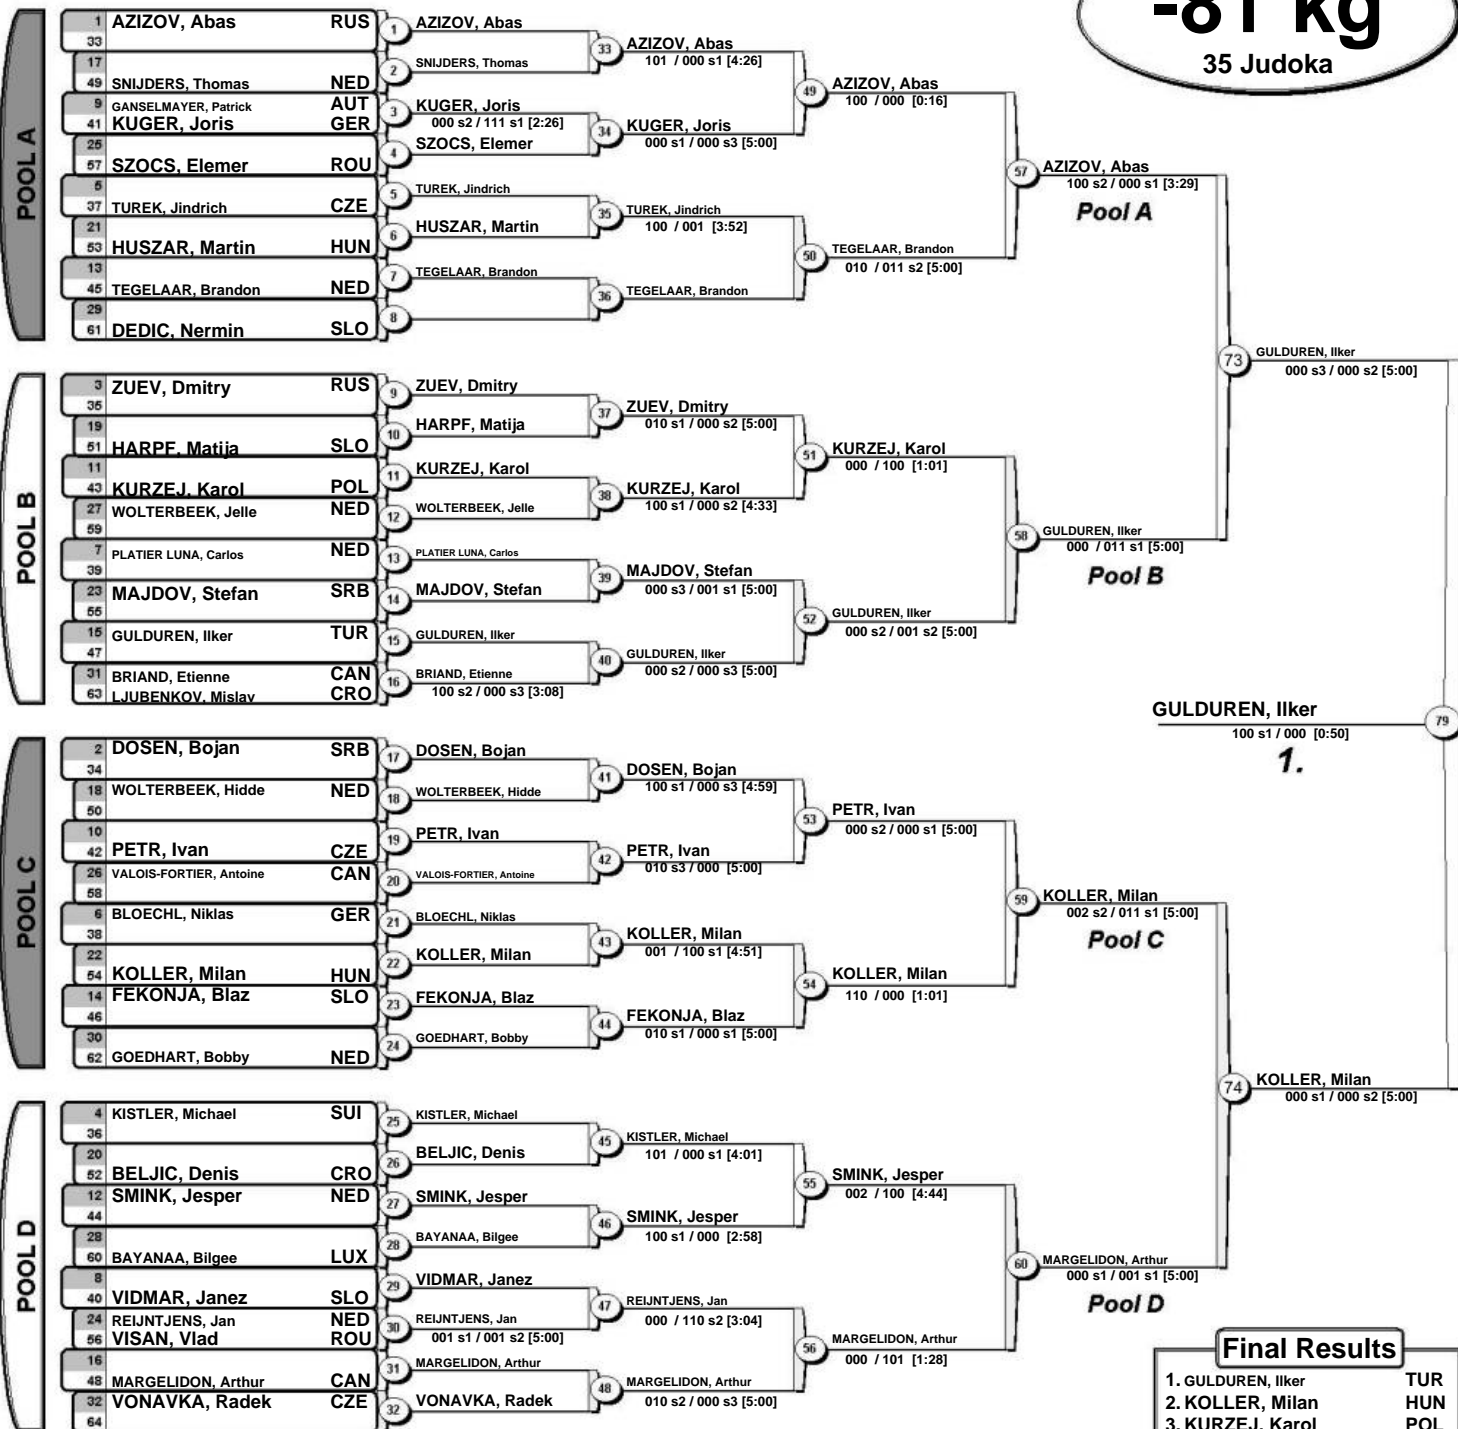 -81 kg
35 Judoka
POOL A
1 AZIZOV, Abas RUS
33
17
49 SNIJDERS, Thomas NED
9 GANSELMAYER, Patrick AUT
41 KUGER, Joris GER
25
57 SZOCS, Elemer ROU
5
37 TUREK, Jindrich CZE
21
53 HUSZAR, Martin HUN
13
45 TEGELAAR, Brandon NED
29
61 DEDIC, Nermin SLO
1 AZIZOV, Abas
2 SNIJDERS, Thomas
3 KUGER, Joris
000 s2 / 111 s1 [2:26]
4 SZOCS, Elemer
5 TUREK, Jindrich
6 HUSZAR, Martin
7 TEGELAAR, Brandon
8
33 AZIZOV, Abas
101 / 000 s1 [4:26]
34 KUGER, Joris
000 s1 / 000 s3 [5:00]
35 TUREK, Jindrich
100 / 001 [3:52]
36 TEGELAAR, Brandon
49 AZIZOV, Abas
100 / 000 [0:16]
50 TEGELAAR, Brandon
010 / 011 s2 [5:00]
57 AZIZOV, Abas
100 s2 / 000 s1 [3:29]
Pool A
POOL B
3 ZUEV, Dmitry RUS
35
19
51 HARPF, Matija SLO
11
43 KURZEJ, Karol POL
27 WOLTERBEEK, Jelle NED
59
7 PLATIER LUNA, Carlos NED
39
23 MAJDOV, Stefan SRB
55
15 GULDUREN, Ilker TUR
47
31 BRIAND, Etienne CAN
63 LJUBENKOV, Mislav CRO
9 ZUEV, Dmitry
10 HARPF, Matija
11 KURZEJ, Karol
12 WOLTERBEEK, Jelle
13 PLATIER LUNA, Carlos
14 MAJDOV, Stefan
15 GULDUREN, Ilker
16 BRIAND, Etienne
100 s2 / 000 s3 [3:08]
37 ZUEV, Dmitry
010 s1 / 000 s2 [5:00]
38 KURZEJ, Karol
100 s1 / 000 s2 [4:33]
39 MAJDOV, Stefan
000 s3 / 001 s1 [5:00]
40 GULDUREN, Ilker
000 s2 / 000 s3 [5:00]
51 KURZEJ, Karol
000 / 100 [1:01]
52 GULDUREN, Ilker
000 s2 / 001 s2 [5:00]
58 GULDUREN, Ilker
000 / 011 s1 [5:00]
Pool B
73 GULDUREN, Ilker
000 s3 / 000 s2 [5:00]
GULDUREN, Ilker 79
100 s1 / 000 [0:50]
1.
POOL C
2 DOSEN, Bojan SRB
34
18 WOLTERBEEK, Hidde NED
50
10
42 PETR, Ivan CZE
26 VALOIS-FORTIER, Antoine CAN
58
6 BLOECHL, Niklas GER
38
22
54 KOLLER, Milan HUN
14 FEKONJA, Blaz SLO
46
30
62 GOEDHART, Bobby NED
17 DOSEN, Bojan
18 WOLTERBEEK, Hidde
19 PETR, Ivan
20 VALOIS-FORTIER, Antoine
21 BLOECHL, Niklas
22 KOLLER, Milan
23 FEKONJA, Blaz
24 GOEDHART, Bobby
41 DOSEN, Bojan
100 s1 / 000 s3 [4:59]
42 PETR, Ivan
010 s3 / 000 [5:00]
43 KOLLER, Milan
001 / 100 s1 [4:51]
44 FEKONJA, Blaz
010 s1 / 000 s1 [5:00]
53 PETR, Ivan
000 s2 / 000 s1 [5:00]
54 KOLLER, Milan
110 / 000 [1:01]
59 KOLLER, Milan
002 s2 / 011 s1 [5:00]
Pool C
74 KOLLER, Milan
000 s1 / 000 s2 [5:00]
POOL D
4 KISTLER, Michael SUI
36
20
52 BELJIC, Denis CRO
12 SMINK, Jesper NED
44
28
60 BAYANAA, Bilgee LUX
8
40 VIDMAR, Janez SLO
24 REIJNTJENS, Jan NED
56 VISAN, Vlad ROU
16
48 MARGELIDON, Arthur CAN
32 VONAVKA, Radek CZE
64
25 KISTLER, Michael
26 BELJIC, Denis
27 SMINK, Jesper
28 BAYANAA, Bilgee
29 VIDMAR, Janez
30 REIJNTJENS, Jan
001 s1 / 001 s2 [5:00]
31 MARGELIDON, Arthur
32 VONAVKA, Radek
45 KISTLER, Michael
101 / 000 s1 [4:01]
46 SMINK, Jesper
100 s1 / 000 [2:58]
47 REIJNTJENS, Jan
000 / 110 s2 [3:04]
48 MARGELIDON, Arthur
010 s2 / 000 s3 [5:00]
55 SMINK, Jesper
002 / 100 [4:44]
56 MARGELIDON, Arthur
000 / 101 [1:28]
60 MARGELIDON, Arthur
000 s1 / 001 s1 [5:00]
Pool D
Final Results
1. GULDUREN, Ilker TUR
2. KOLLER, Milan HUN
3. KURZEJ, Karol POL